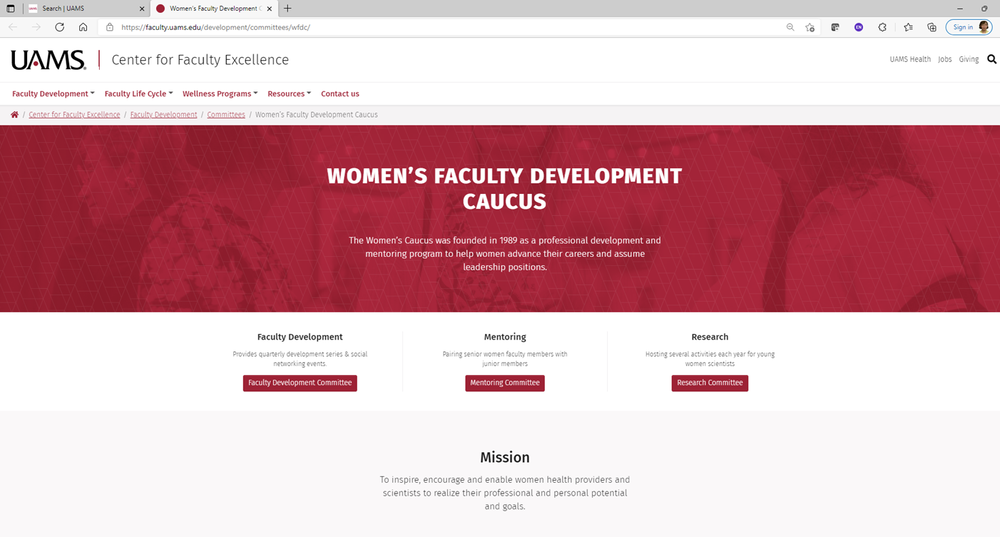 UAMS Search | UAMS
Women's Faculty Development C
https://faculty.uams.edu/development/committees/wfdc/
EN
Sign in
UAMS® Center for Faculty Excellence
UAMS Health Jobs Giving
Faculty Development Faculty Life Cycle Wellness Programs Resources Contact us
/ Center for Faculty Excellence / Faculty Development / Committees / Women’s Faculty Development Caucus
WOMEN’S FACULTY DEVELOPMENT
CAUCUS
The Women’s Caucus was founded in 1989 as a professional development and
mentoring program to help women advance their careers and assume
leadership positions.
Faculty Development
Provides quarterly development series & social
networking events.
Faculty Development Committee
Mentoring
Pairing senior women faculty members with
junior members
Mentoring Committee
Research
Hosting several activities each year for young
women scientists
Research Committee
Mission
To inspire, encourage and enable women health providers and
scientists to realize their professional and personal potential
and goals.